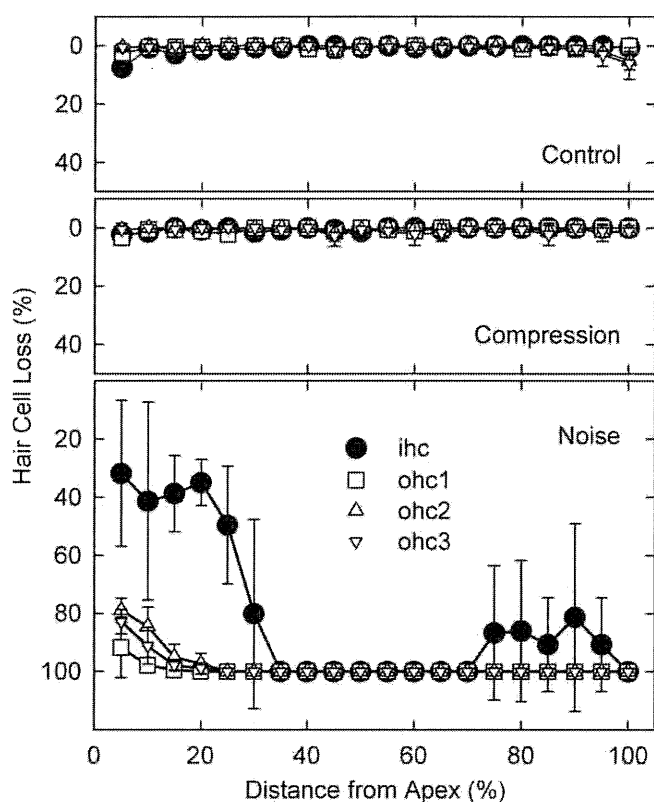 0
20
40
Control
0
20
40
Compression
Hair Cell Loss (%)
20
40
60
80
100
Noise
ihc
ohc1
ohc2
ohc3
0
20
40
60
80
100
Distance from Apex (%)